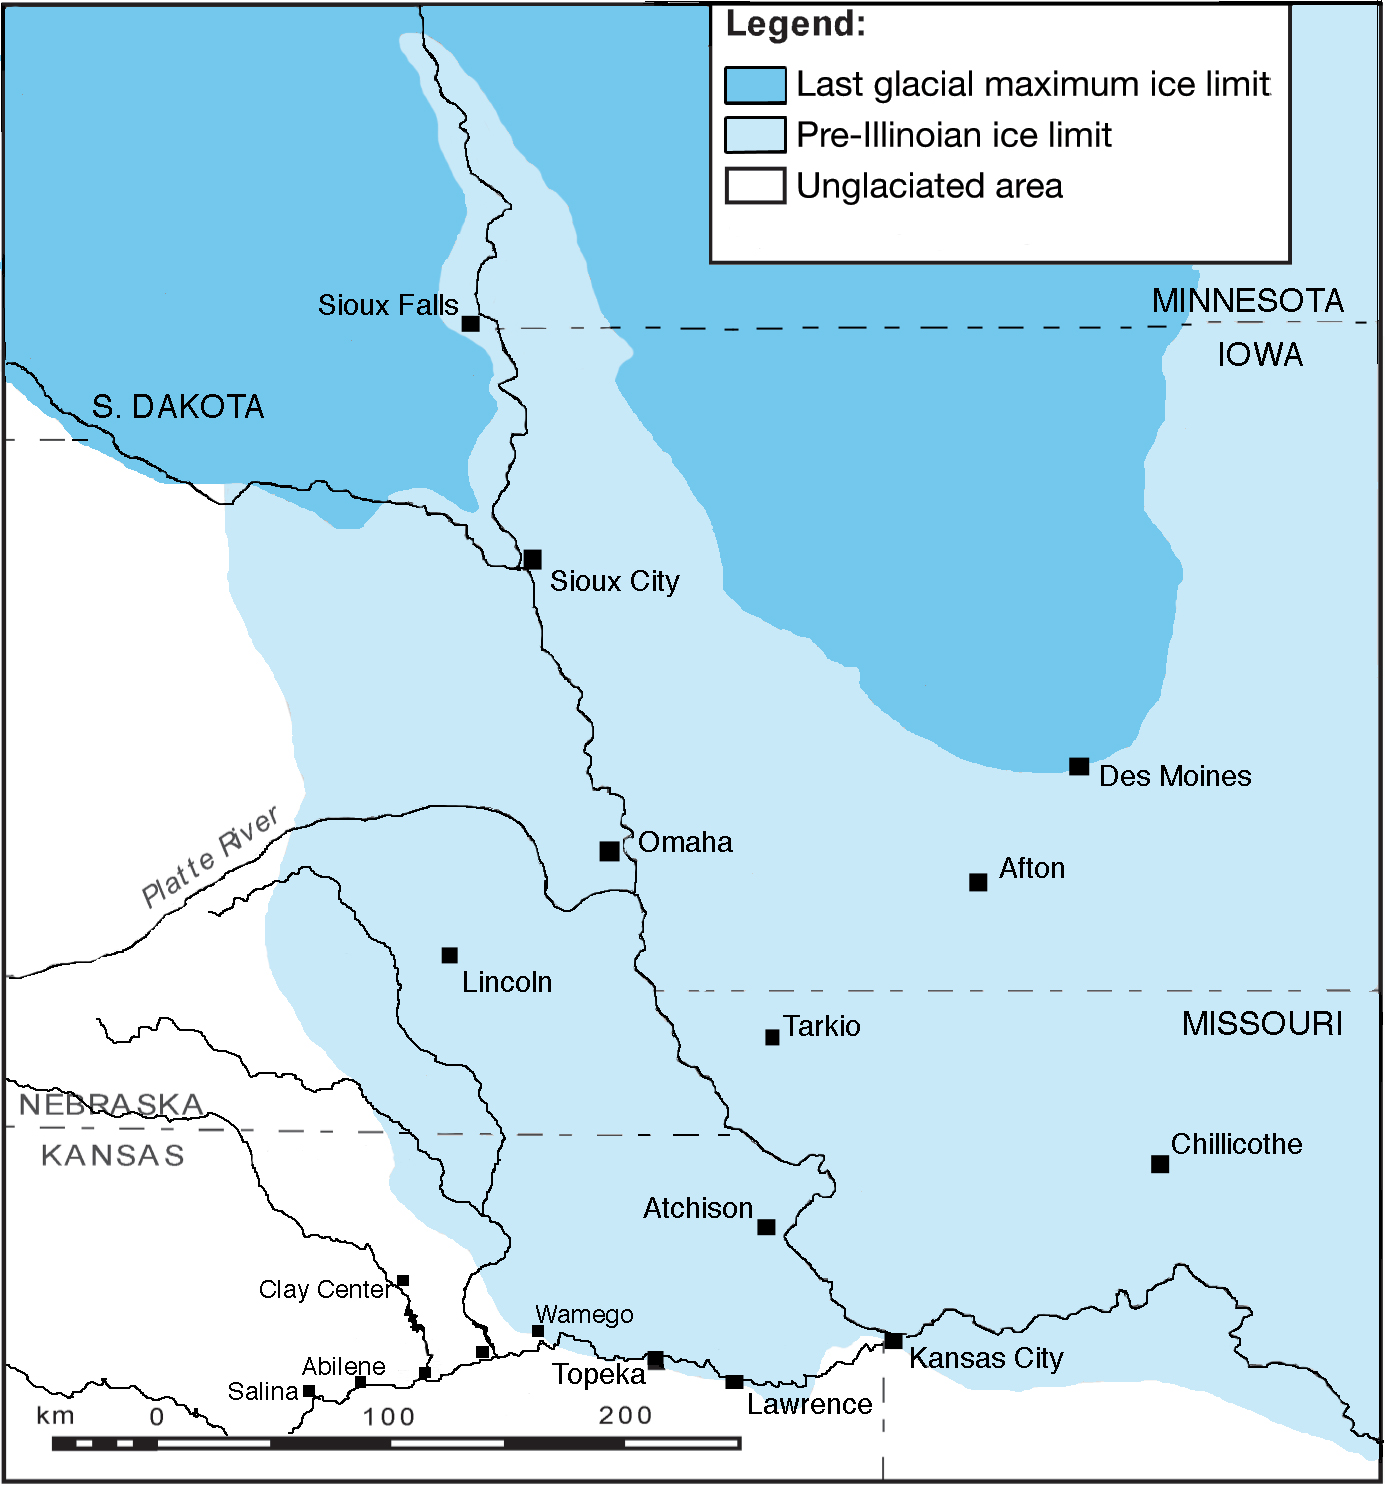 Legend:
Last glacial maximum ice limit
Pre-Illinoian ice limit
Unglaciated area
MINNESOTA
Sioux Falls
IOWA
S. DAKOTA
Sioux City
Des Moines
Platte River
Omaha
Afton
Lincoln
Tarkio
MISSOURI
NEBRASKA
KANSAS
Chillicothe
Atchison
Clay Center
Wamego
Kansas City
Abilene
Topeka
Salina
Lawrence
km 0 100 200